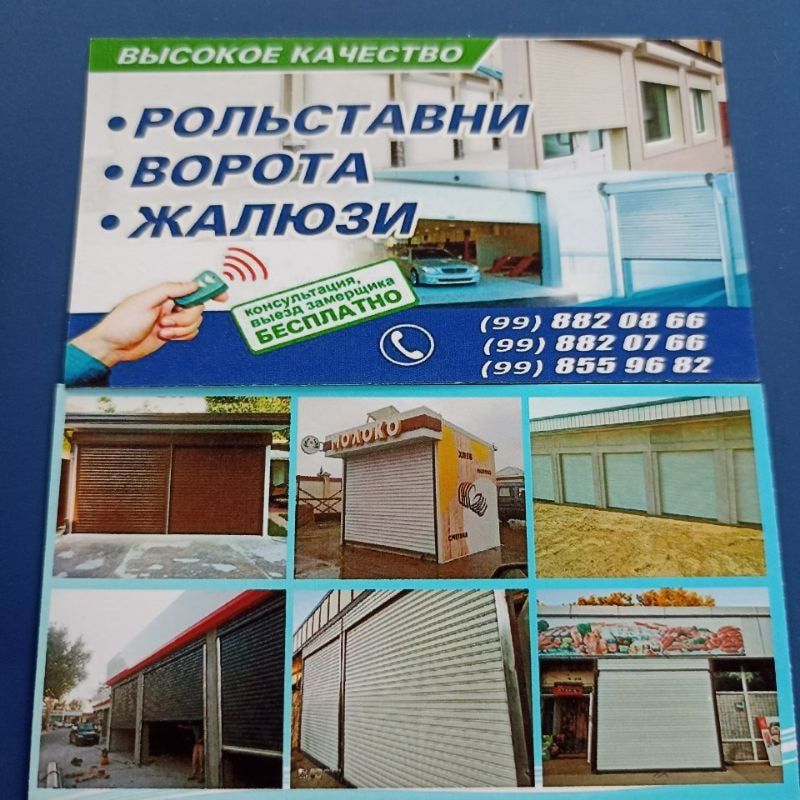 ВЫСОКОЕ КАЧЕСТВО
•РОЛЬСТАВНИ
•ВОРОТА
•ЖАЛЮЗИ
консультация,
выезд замерщика
БЕСПЛАТНО
(99) 882 08 66
(99) 882 07 66
(99) 855 96 82
МОЛОКО
ХЛЕБ
СМЕТАНА